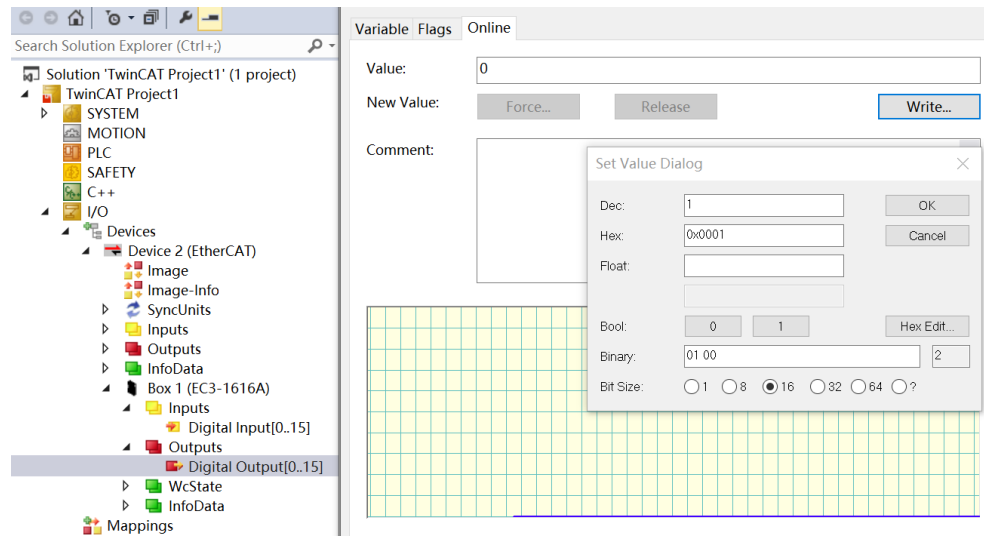 Search Solution Explorer (Ctrl+;)
Solution 'TwinCAT Project1' (1 project)
TwinCAT Project1
SYSTEM
MOTION
PLC
SAFETY
C++
I/O
Devices
Device 2 (EtherCAT)
Image
Image-Info
SyncUnits
Inputs
Outputs
InfoData
Box 1 (EC3-1616A)
Inputs
Digital Input[0..15]
Outputs
Digital Output[0..15]
WcState
InfoData
Mappings
Variable Flags Online
Value: 0
New Value: Force... Release Write...
Comment:
Set Value Dialog
Dec: 1 OK
Hex: 0x0001 Cancel
Float:
Bool: 0 1 Hex Edit...
Binary: 01 00 2
Bit Size: 1 8 16 32 64 ?